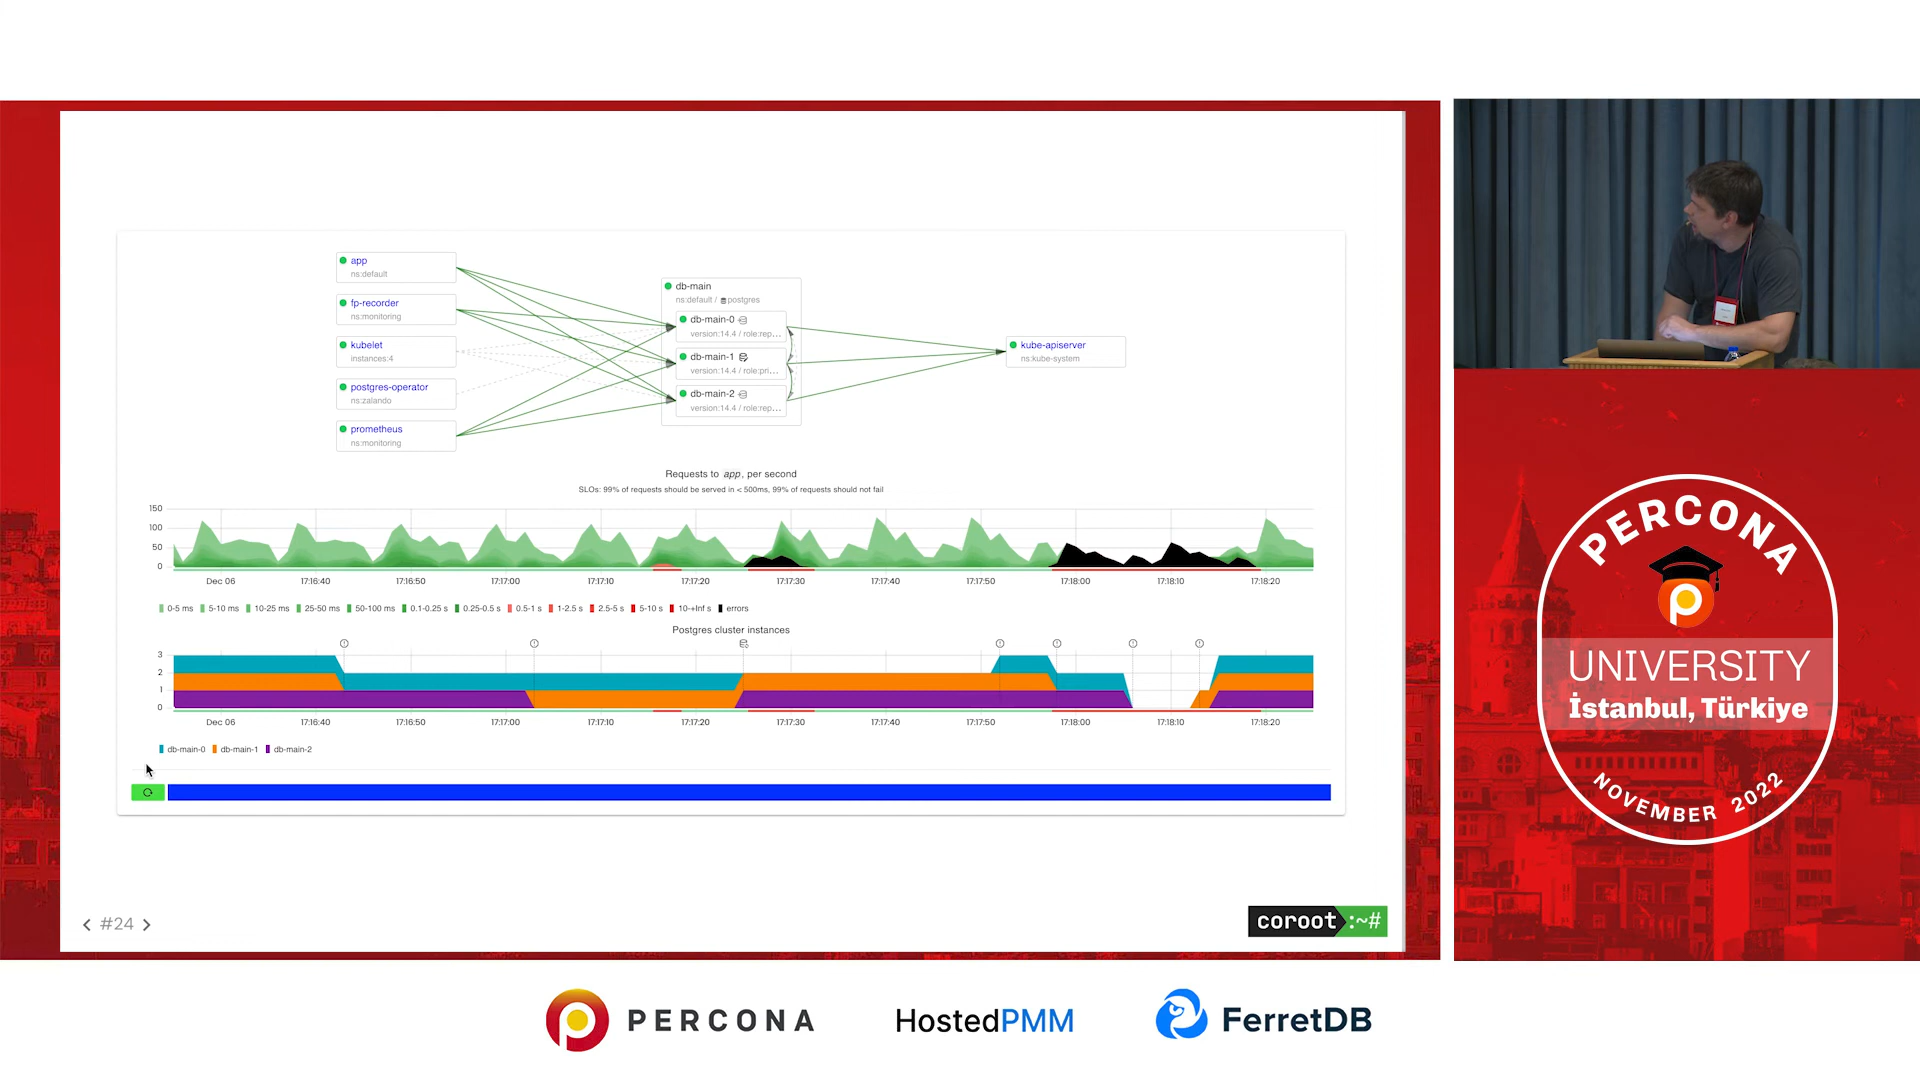 app
ns:default
fp-recorder
ns:monitoring
kubelet
instances:4
postgres-operator
ns:zalando
prometheus
ns:monitoring
db-main
ns:default / postgres
db-main-0
version:14.4 / role:rep...
db-main-1
version:14.4 / role:pri...
db-main-2
version:14.4 / role:rep...
kube-apiserver
ns:kube-system
Requests to app, per second
SLOs: 99% of requests should be served in < 500ms, 99% of requests should not fail
150
100
50
0
Dec 06 17:16:40 17:16:50 17:17:00 17:17:10 17:17:20 17:17:30 17:17:40 17:17:50 17:18:00 17:18:10 17:18:20
0-5 ms 5-10 ms 10-25 ms 25-50 ms 50-100 ms 0.1-0.25 s 0.25-0.5 s 0.5-1 s 1-2.5 s 2.5-5 s 5-10 s 10-+Inf s errors
Postgres cluster instances
3
2
1
0
Dec 06 17:16:40 17:16:50 17:17:00 17:17:10 17:17:20 17:17:30 17:17:40 17:17:50 17:18:00 17:18:10 17:18:20
db-main-0 db-main-1 db-main-2
< #24 >
coroot :~#
PERCONA
UNIVERSITY
İstanbul, Türkiye
NOVEMBER 2022
PERCONA
HostedPMM
FerretDB